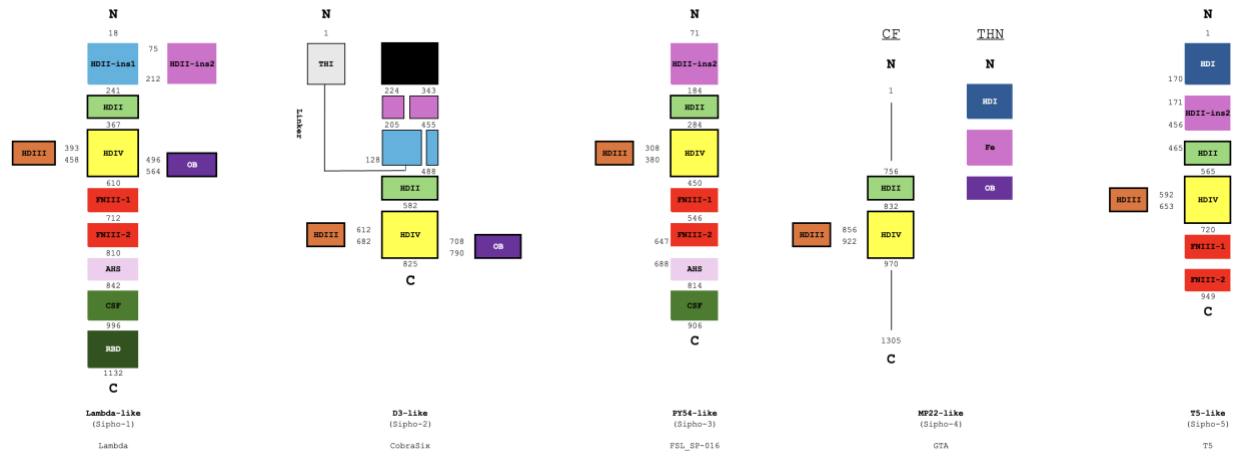 N
18
HDII-ins1
75
212
HDII-ins2
241
HDII
367
HDIII
393
458
HDIV
496
564
OB
610
FNIII-1
712
FNIII-2
810
AHS
842
CSF
996
RBD
1132
C
Lambda-like
(Sipho-1)
Lambda
N
1
THI
Linker
224
343
205
455
128
488
HDII
582
HDIII
612
682
HDIV
708
790
OB
825
C
D3-like
(Sipho-2)
CobraSix
N
71
HDII-ins2
184
HDII
284
HDIII
308
380
HDIV
450
FNIII-1
546
647
FNIII-2
688
AHS
814
CSF
906
C
PY54-like
(Sipho-3)
FSL_SP-016
CF
N
1
756
HDII
832
HDIII
856
922
HDIV
970
1305
C
THN
N
HDI
Fe
OB
MP22-like
(Sipho-4)
GTA
N
1
HDI
170
171
HDII-ins2
456
465
HDII
565
HDIII
592
653
HDIV
720
FNIII-1
FNIII-2
949
C
T5-like
(Sipho-5)
T5